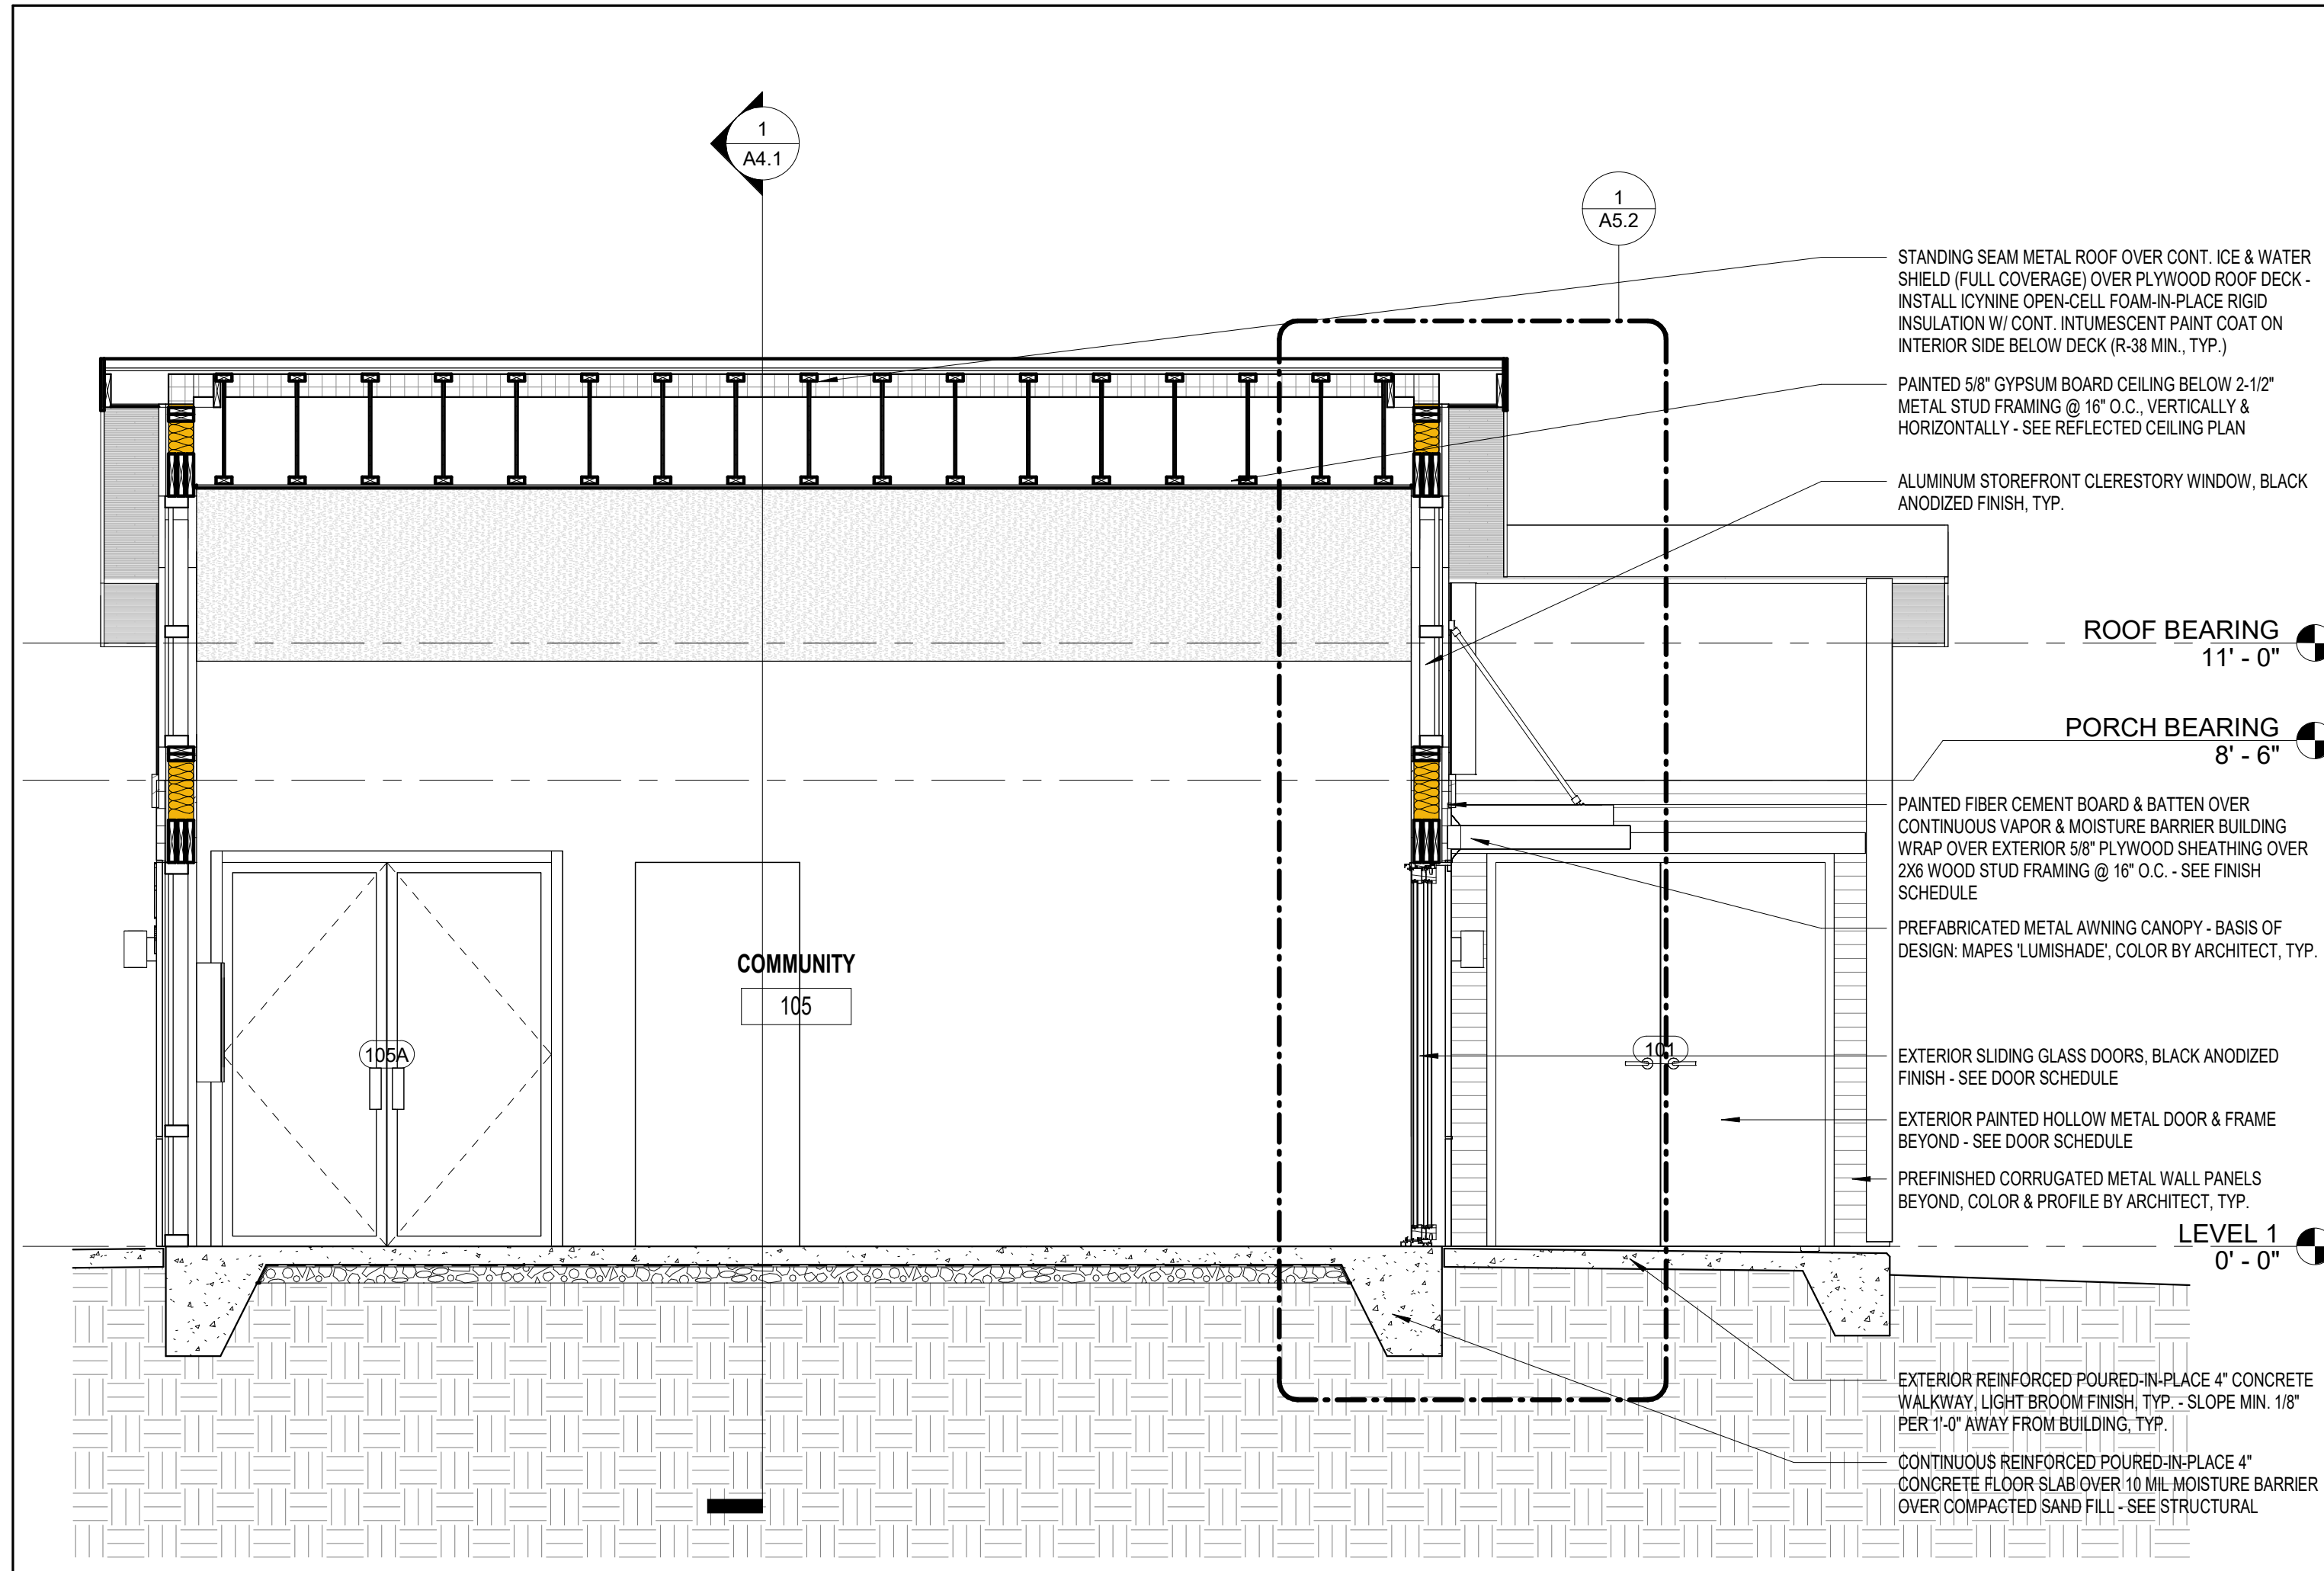 1
A4.1
1
A5.2
STANDING SEAM METAL ROOF OVER CONT. ICE & WATER
SHIELD (FULL COVERAGE) OVER PLYWOOD ROOF DECK -
INSTALL ICYNINE OPEN-CELL FOAM-IN-PLACE RIGID
INSULATION W/ CONT. INTUMESCENT PAINT COAT ON
INTERIOR SIDE BELOW DECK (R-38 MIN., TYP.)
PAINTED 5/8" GYPSUM BOARD CEILING BELOW 2-1/2"
METAL STUD FRAMING @ 16" O.C., VERTICALLY &
HORIZONTALLY - SEE REFLECTED CEILING PLAN
ALUMINUM STOREFRONT CLERESTORY WINDOW, BLACK
ANODIZED FINISH, TYP.
ROOF BEARING
11' - 0"
PORCH BEARING
8' - 6"
PAINTED FIBER CEMENT BOARD & BATTEN OVER
CONTINUOUS VAPOR & MOISTURE BARRIER BUILDING
WRAP OVER EXTERIOR 5/8" PLYWOOD SHEATHING OVER
2X6 WOOD STUD FRAMING @ 16" O.C. - SEE FINISH
SCHEDULE
PREFABRICATED METAL AWNING CANOPY - BASIS OF
DESIGN: MAPES 'LUMISHADE', COLOR BY ARCHITECT, TYP.
COMMUNITY
105
105A
101
EXTERIOR SLIDING GLASS DOORS, BLACK ANODIZED
FINISH - SEE DOOR SCHEDULE
EXTERIOR PAINTED HOLLOW METAL DOOR & FRAME
BEYOND - SEE DOOR SCHEDULE
PREFINISHED CORRUGATED METAL WALL PANELS
BEYOND, COLOR & PROFILE BY ARCHITECT, TYP.
LEVEL 1
0' - 0"
EXTERIOR REINFORCED POURED-IN-PLACE 4" CONCRETE
WALKWAY, LIGHT BROOM FINISH, TYP. - SLOPE MIN. 1/8"
PER 1'-0" AWAY FROM BUILDING, TYP.
CONTINUOUS REINFORCED POURED-IN-PLACE 4"
CONCRETE FLOOR SLAB OVER 10 MIL MOISTURE BARRIER
OVER COMPACTED SAND FILL - SEE STRUCTURAL